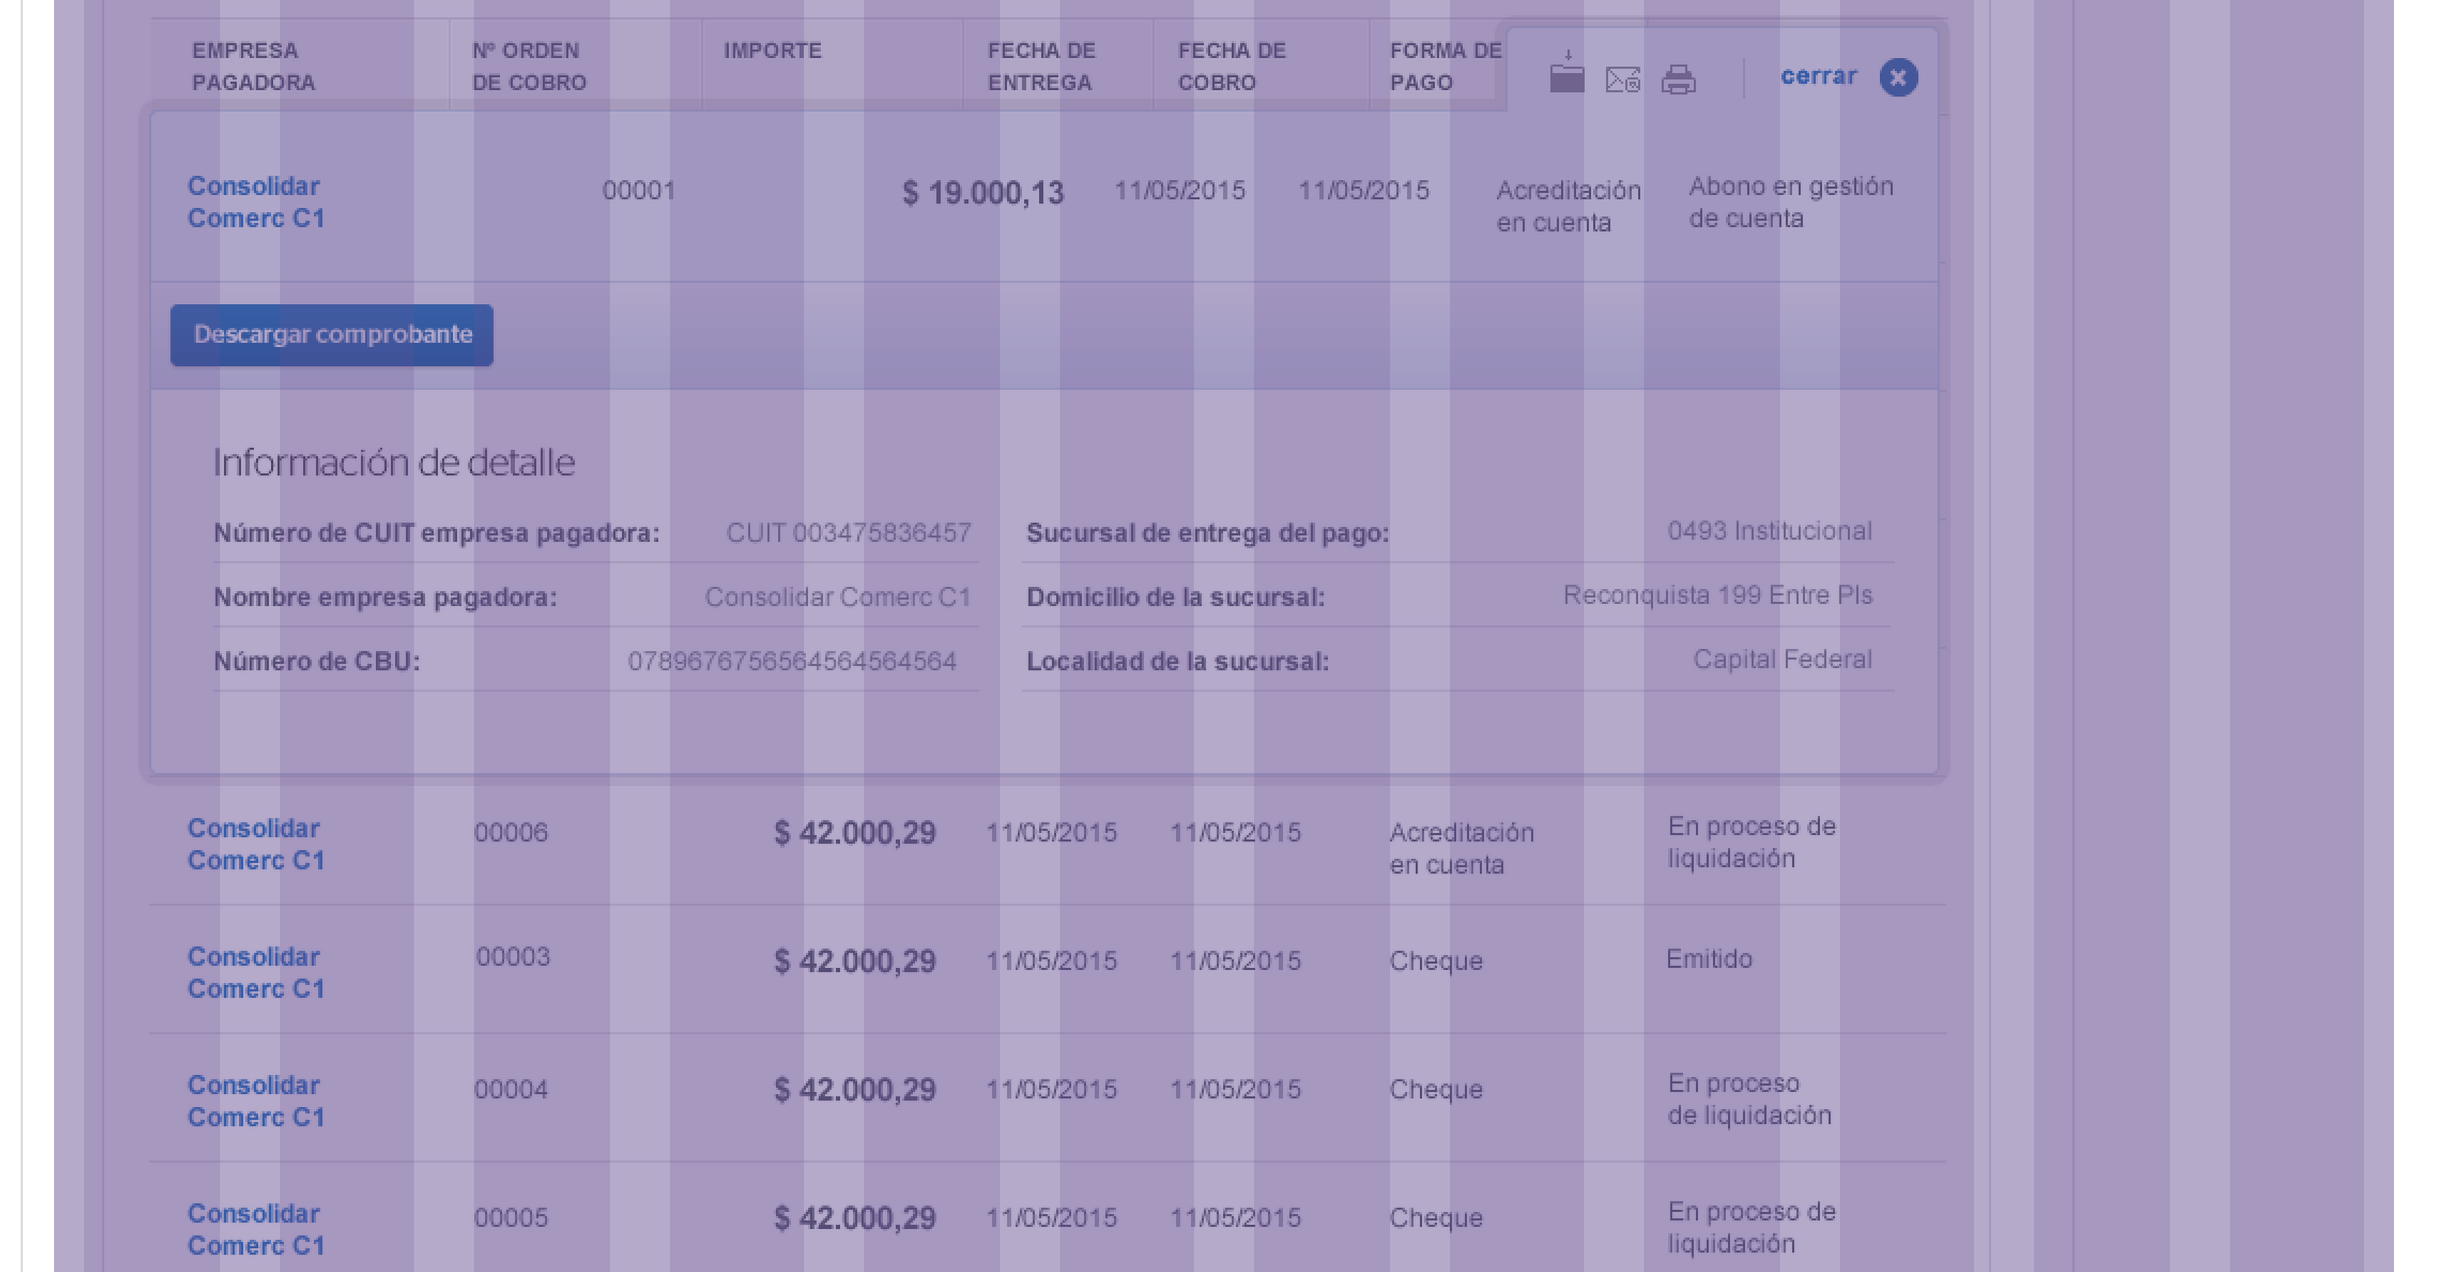 EMPRESA PAGADORA
Nº ORDEN DE COBRO
IMPORTE
FECHA DE ENTREGA
FECHA DE COBRO
FORMA DE PAGO
cerrar
Consolidar Comerc C1
00001
$ 19.000,13
11/05/2015
11/05/2015
Acreditación en cuenta
Abono en gestión de cuenta
Descargar comprobante
Información de detalle
Número de CUIT empresa pagadora: CUIT 003475836457
Sucursal de entrega del pago: 0493 Institucional
Nombre empresa pagadora: Consolidar Comerc C1
Domicilio de la sucursal: Reconquista 199 Entre Pls
Número de CBU: 0789676756564564564564
Localidad de la sucursal: Capital Federal
Consolidar Comerc C1
00006
$ 42.000,29
11/05/2015
11/05/2015
Acreditación en cuenta
En proceso de liquidación
Consolidar Comerc C1
00003
$ 42.000,29
11/05/2015
11/05/2015
Cheque
Emitido
Consolidar Comerc C1
00004
$ 42.000,29
11/05/2015
11/05/2015
Cheque
En proceso de liquidación
Consolidar Comerc C1
00005
$ 42.000,29
11/05/2015
11/05/2015
Cheque
En proceso de liquidación